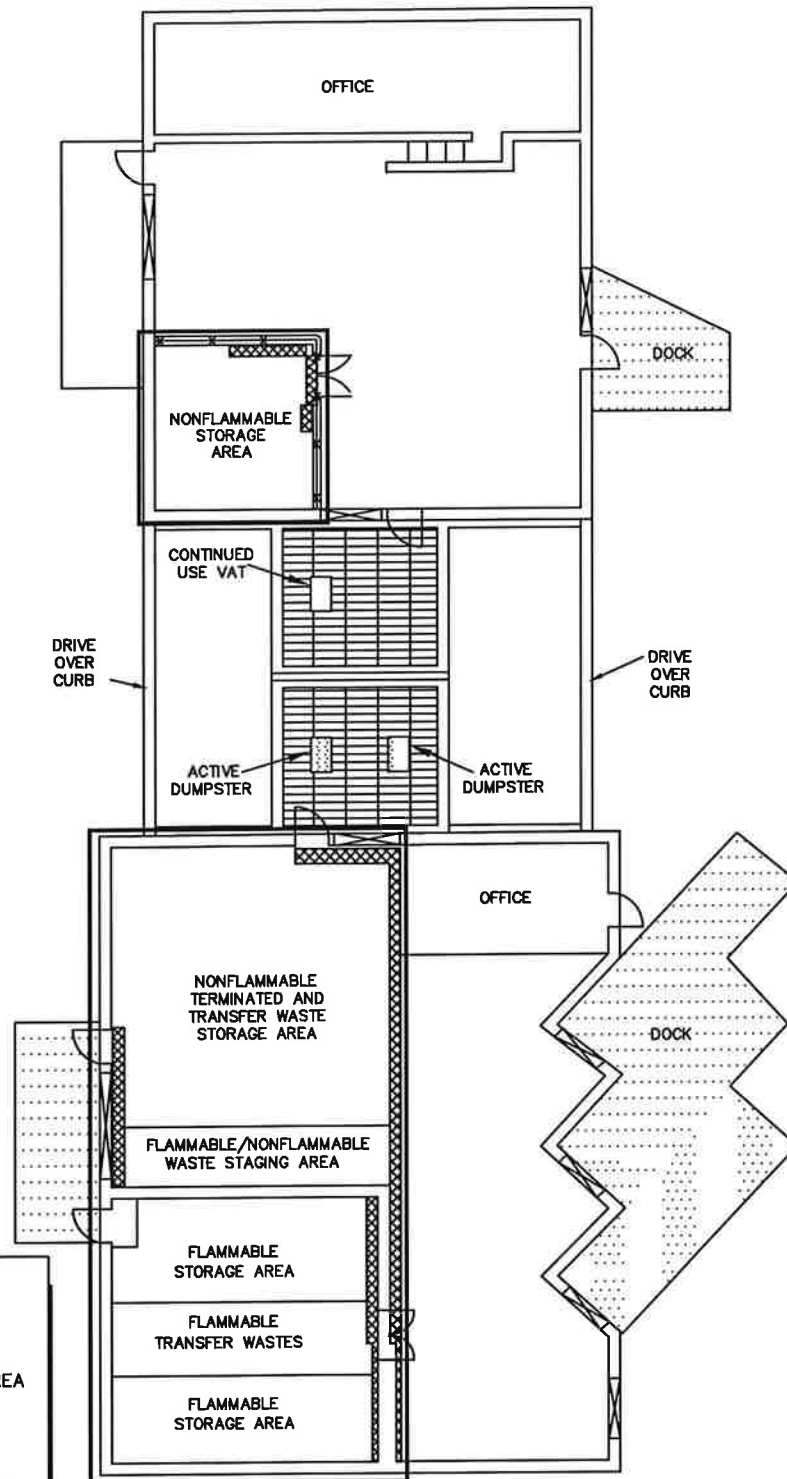 OFFICE
DOCK
NONFLAMMABLE
STORAGE
AREA
CONTINUED
USE VAT
DRIVE
OVER
CURB
DRIVE
OVER
CURB
ACTIVE
DUMPSTER
ACTIVE
DUMPSTER
OFFICE
NONFLAMMABLE
TERMINATED AND
TRANSFER WASTE
STORAGE AREA
DOCK
FLAMMABLE/NONFLAMMABLE
WASTE STAGING AREA
FLAMMABLE
STORAGE AREA
FLAMMABLE
TRANSFER WASTES
FLAMMABLE
STORAGE AREA